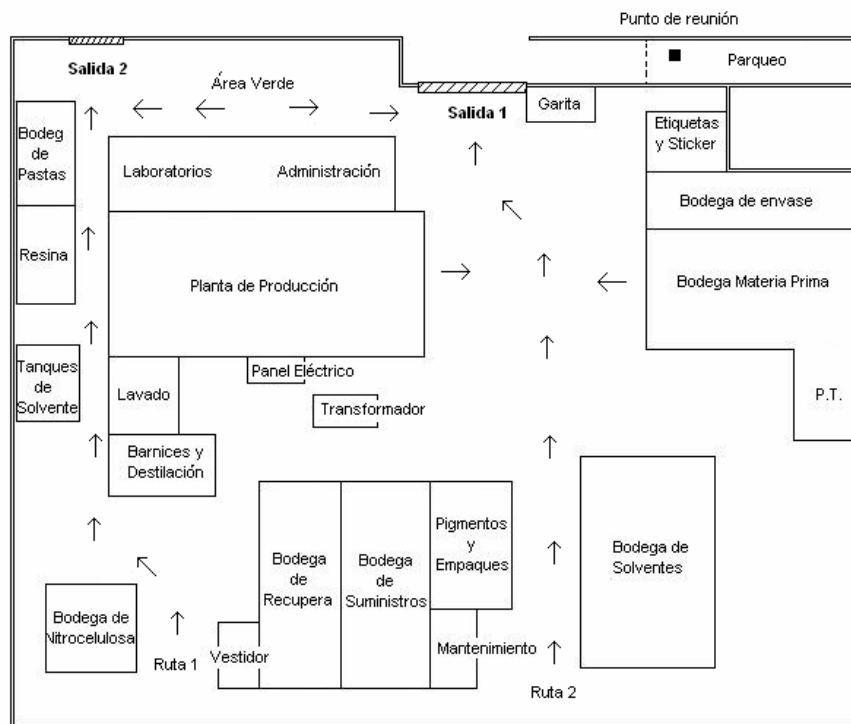 Punto de reunión
Parqueo
Salida 2
Área Verde
Salida 1
Garita
Etiquetas
y Sticker
Bodeg
de
Pastas
Laboratorios
Administración
Bodega de envase
Resina
Planta de Producción
Bodega Materia Prima
Tanques
de
Solvente
Panel Eléctrico
Lavado
Transformador
P.T.
Barnices y
Destilación
Pigmentos
y
Empaques
Bodega
de
Recupera
Bodega
de
Suministros
Bodega de
Solventes
Bodega de
Nitrocelulosa
Ruta 1
Vestidor
Mantenimiento
Ruta 2